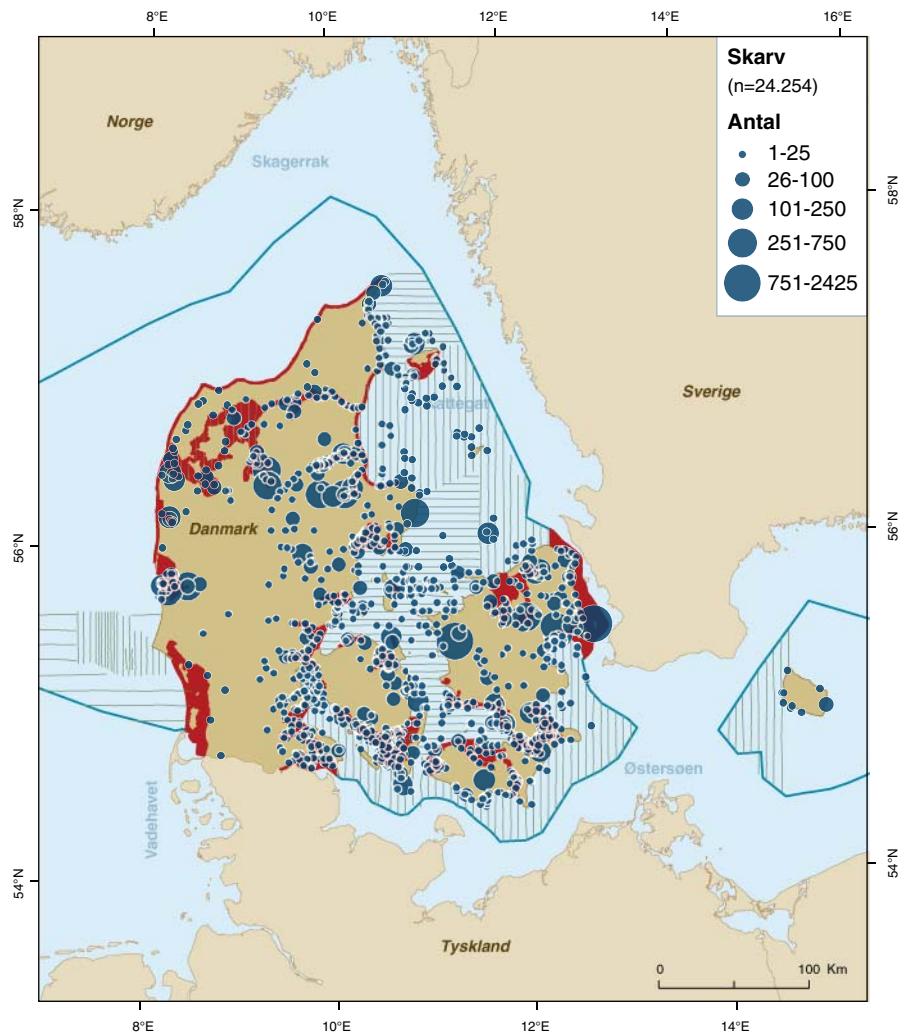 8°E 10°E 12°E 14°E 16°E
Skarv
(n=24.254)
Antal
1-25
26-100
101-250
251-750
751-2425
Norge
Skagerrak
58°N
58°N
Sverige
attegat
Danmark
56°N
56°N
Østersøen
Vadehavet
54°N
54°N
Tyskland
0 100 Km
8°E 10°E 12°E 14°E